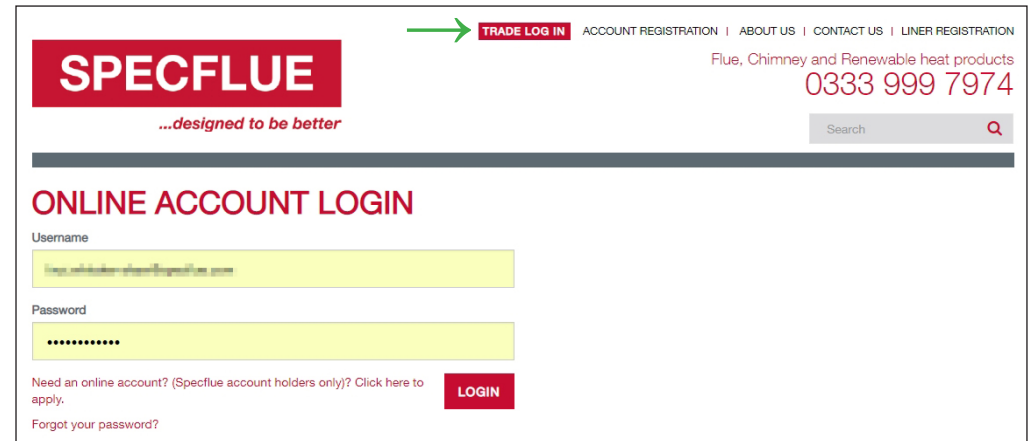 TRADE LOG IN ACCOUNT REGISTRATION | ABOUT US | CONTACT US | LINER REGISTRATION
SPECFLUE
...designed to be better
Flue, Chimney and Renewable heat products
0333 999 7974
Search
ONLINE ACCOUNT LOGIN
Username
Password
••••••••••••
Need an online account? (Specflue account holders only)? Click here to
apply.
LOGIN
Forgot your password?